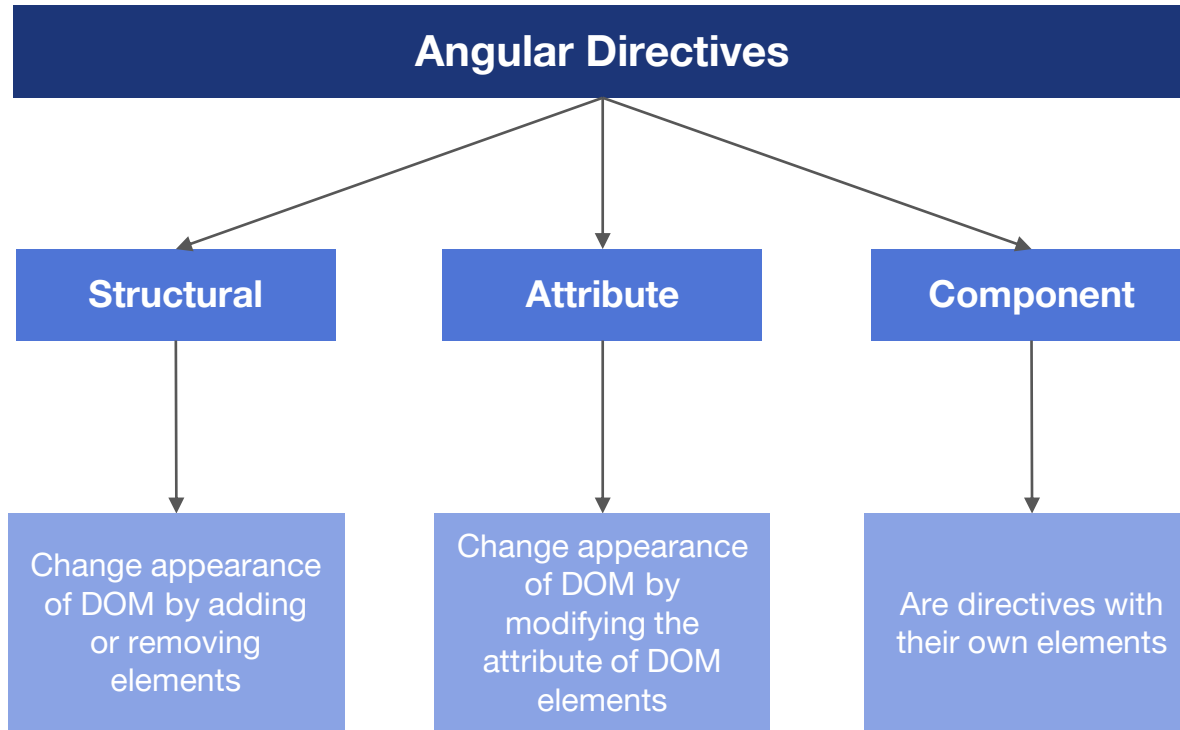 Angular Directives
Structural
Attribute
Component
Change appearance
of DOM by adding
or removing
elements
Change appearance
of DOM by
modifying the
attribute of DOM
elements
Are directives with
their own elements